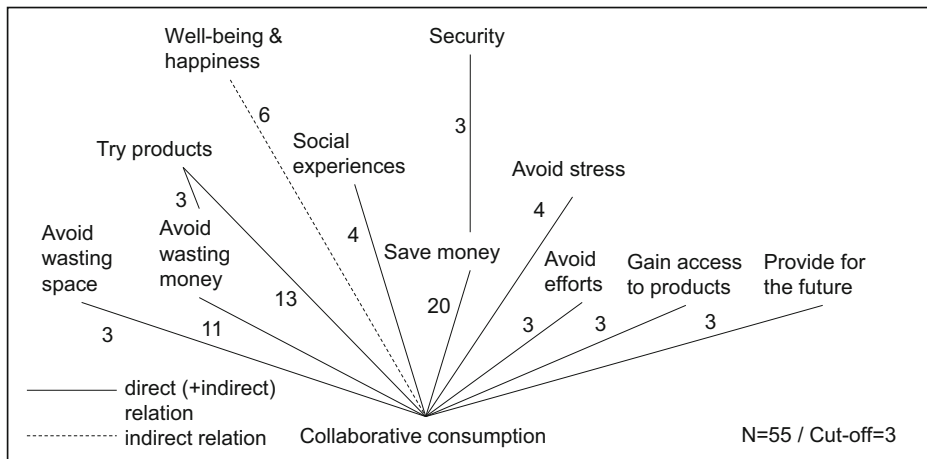 Well-being &
happiness
Security
6
3
Try products
Social
experiences
Avoid stress
3
4
4
Avoid
wasting
space
Avoid
wasting
money
Save money
Avoid
efforts
Gain access
to products
Provide for
the future
13
20
3
11
3
3
3
direct (+indirect)
relation
indirect relation
Collaborative consumption
N=55 / Cut-off=3